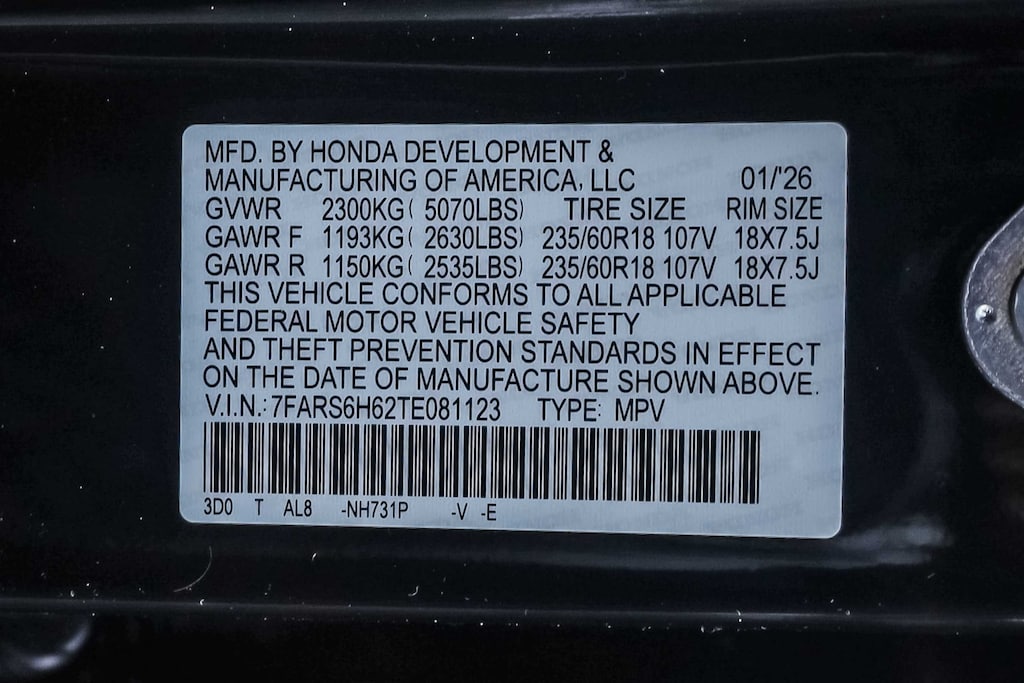 MFD. BY HONDA DEVELOPMENT &
MANUFACTURING OF AMERICA, LLC 01/'26
GVWR 2300KG( 5070LBS) TIRE SIZE RIM SIZE
GAWR F 1193KG( 2630LBS) 235/60R18 107V 18X7.5J
GAWR R 1150KG( 2535LBS) 235/60R18 107V 18X7.5J
THIS VEHICLE CONFORMS TO ALL APPLICABLE
FEDERAL MOTOR VEHICLE SAFETY
AND THEFT PREVENTION STANDARDS IN EFFECT
ON THE DATE OF MANUFACTURE SHOWN ABOVE.
V.I.N.: 7FARS6H62TE081123 TYPE: MPV
3D0 T AL8 -NH731P -V -E